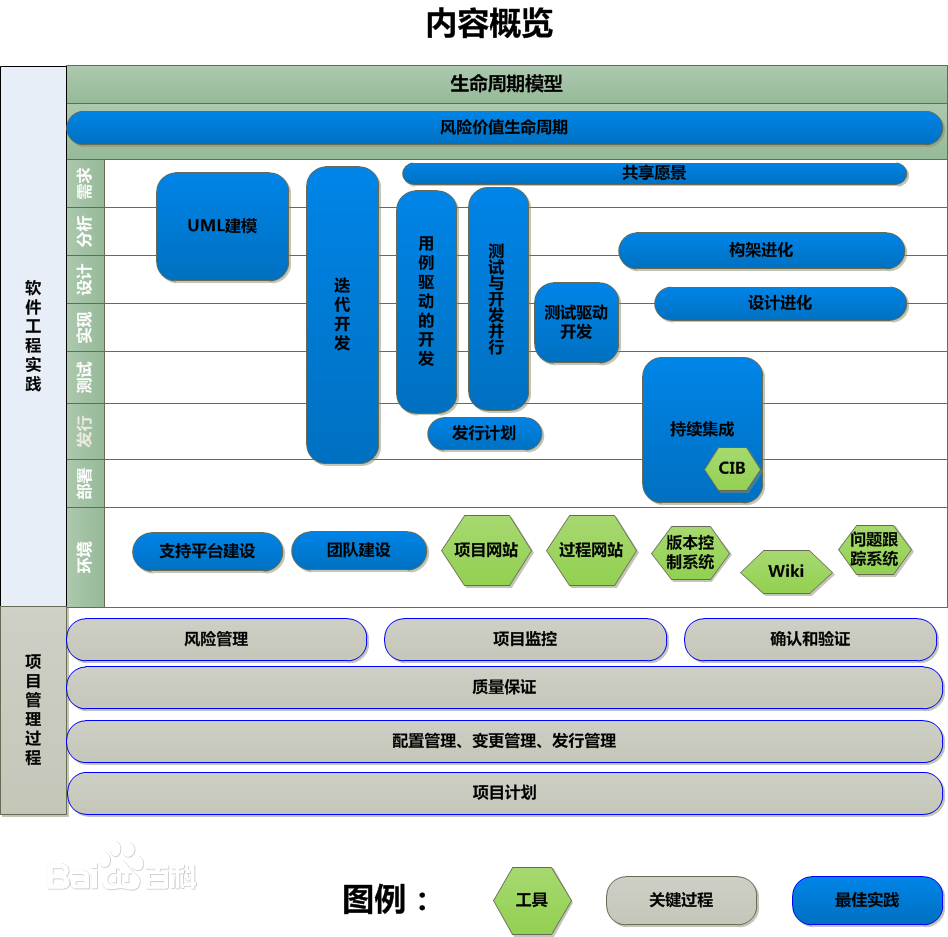 内容概览
生命周期模型
风险价值生命周期
软件工程实践
需求
共享愿景
UML建模
分析
构架进化
设计
迭代开发
用例驱动的开发
测试与开发并行
设计进化
实现
测试驱动
开发
测试
发行
发行计划
持续集成
CIB
部署
环境
支持平台建设
团队建设
项目网站
过程网站
版本控
制系统
Wiki
问题跟
踪系统
项目管理过程
风险管理
项目监控
确认和验证
质量保证
配置管理、变更管理、发行管理
项目计划
Baidu百科
图例：
工具
关键过程
最佳实践